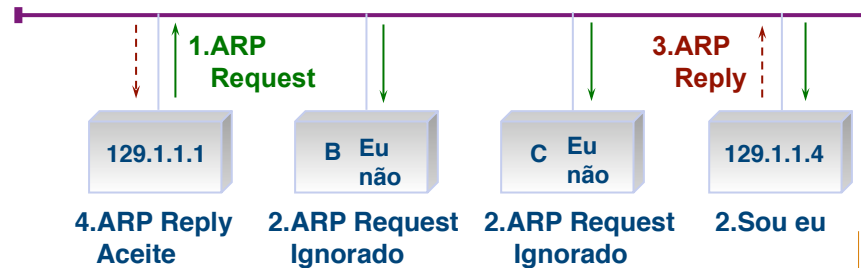 1.ARP
Request
3.ARP
Reply
129.1.1.1
B Eu
não
C Eu
não
129.1.1.4
4.ARP Reply
Aceite
2.ARP Request
Ignorado
2.ARP Request
Ignorado
2.Sou eu